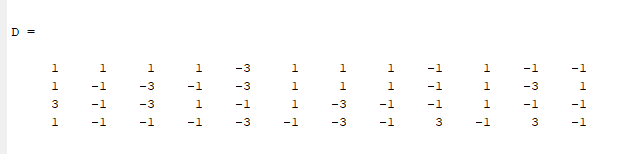 D =
1 1 1 1 -3 1 1 1 -1 1 -1 -1
1 -1 -3 -1 -3 1 1 1 -1 1 -3 1
3 -1 -3 1 -1 1 -3 -1 -1 1 -1 -1
1 -1 -1 -1 -3 -1 -3 -1 3 -1 3 -1